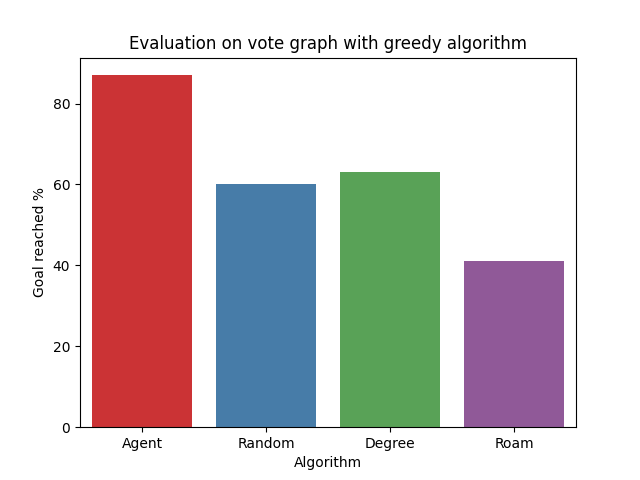 Evaluation on vote graph with greedy algorithm
Goal reached %
80
60
40
20
0
Agent Random Degree Roam
Algorithm